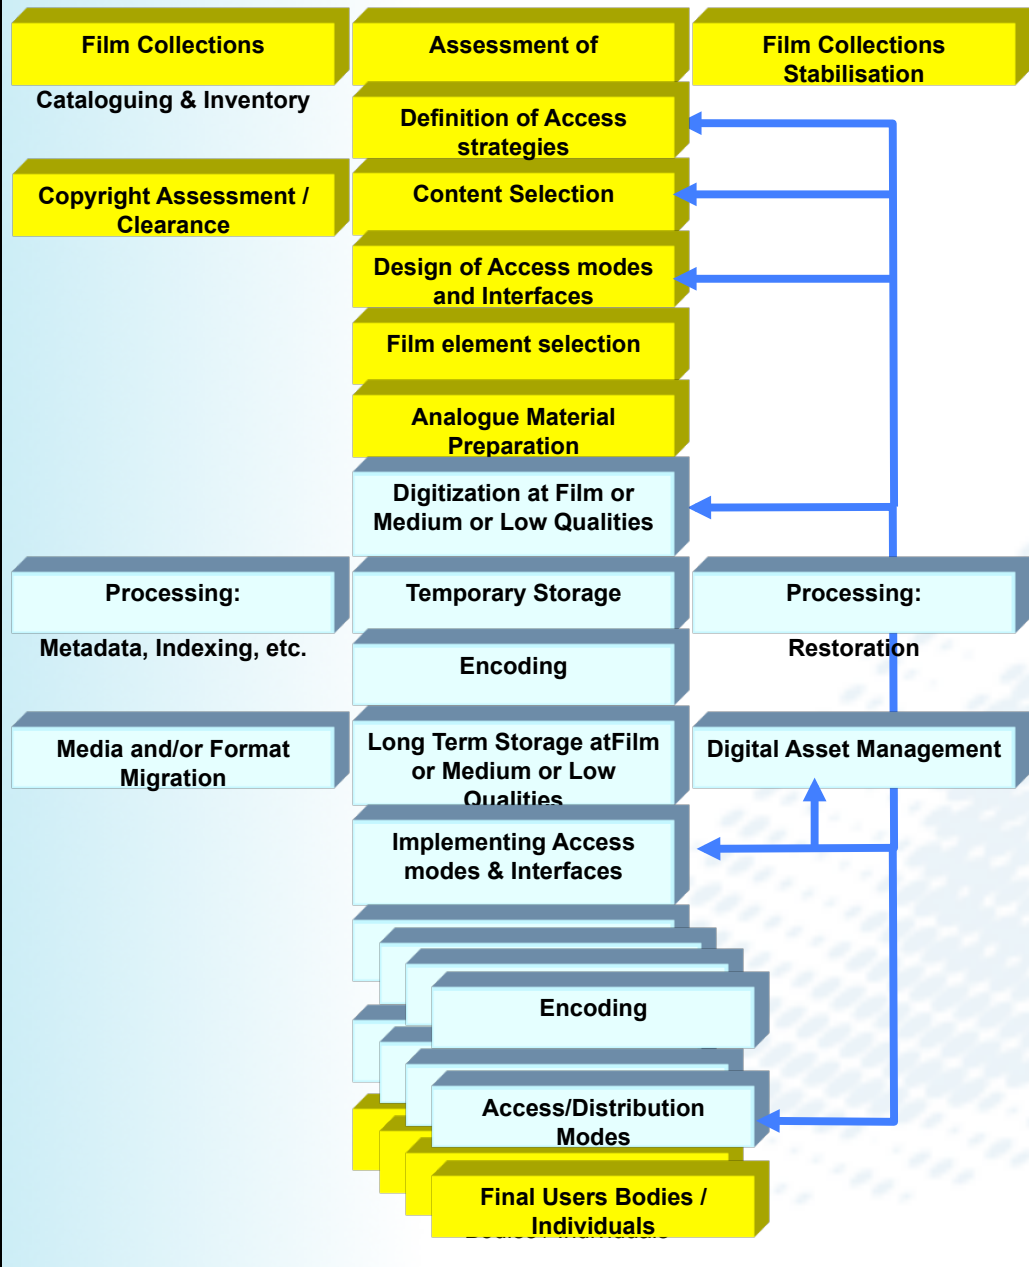 Film Collections
Cataloguing & Inventory
Assessment of
Film Collections
Stabilisation
Definition of Access
strategies
Copyright Assessment /
Clearance
Content Selection
Design of Access modes
and Interfaces
Film element selection
Analogue Material
Preparation
Digitization at Film or
Medium or Low Qualities
Processing:
Metadata, Indexing, etc.
Temporary Storage
Processing:
Restoration
Encoding
Media and/or Format
Migration
Long Term Storage atFilm
or Medium or Low
Qualities
Digital Asset Management
Implementing Access
modes & Interfaces
Encoding
Access/Distribution
Modes
Final Users Bodies /
Individuals